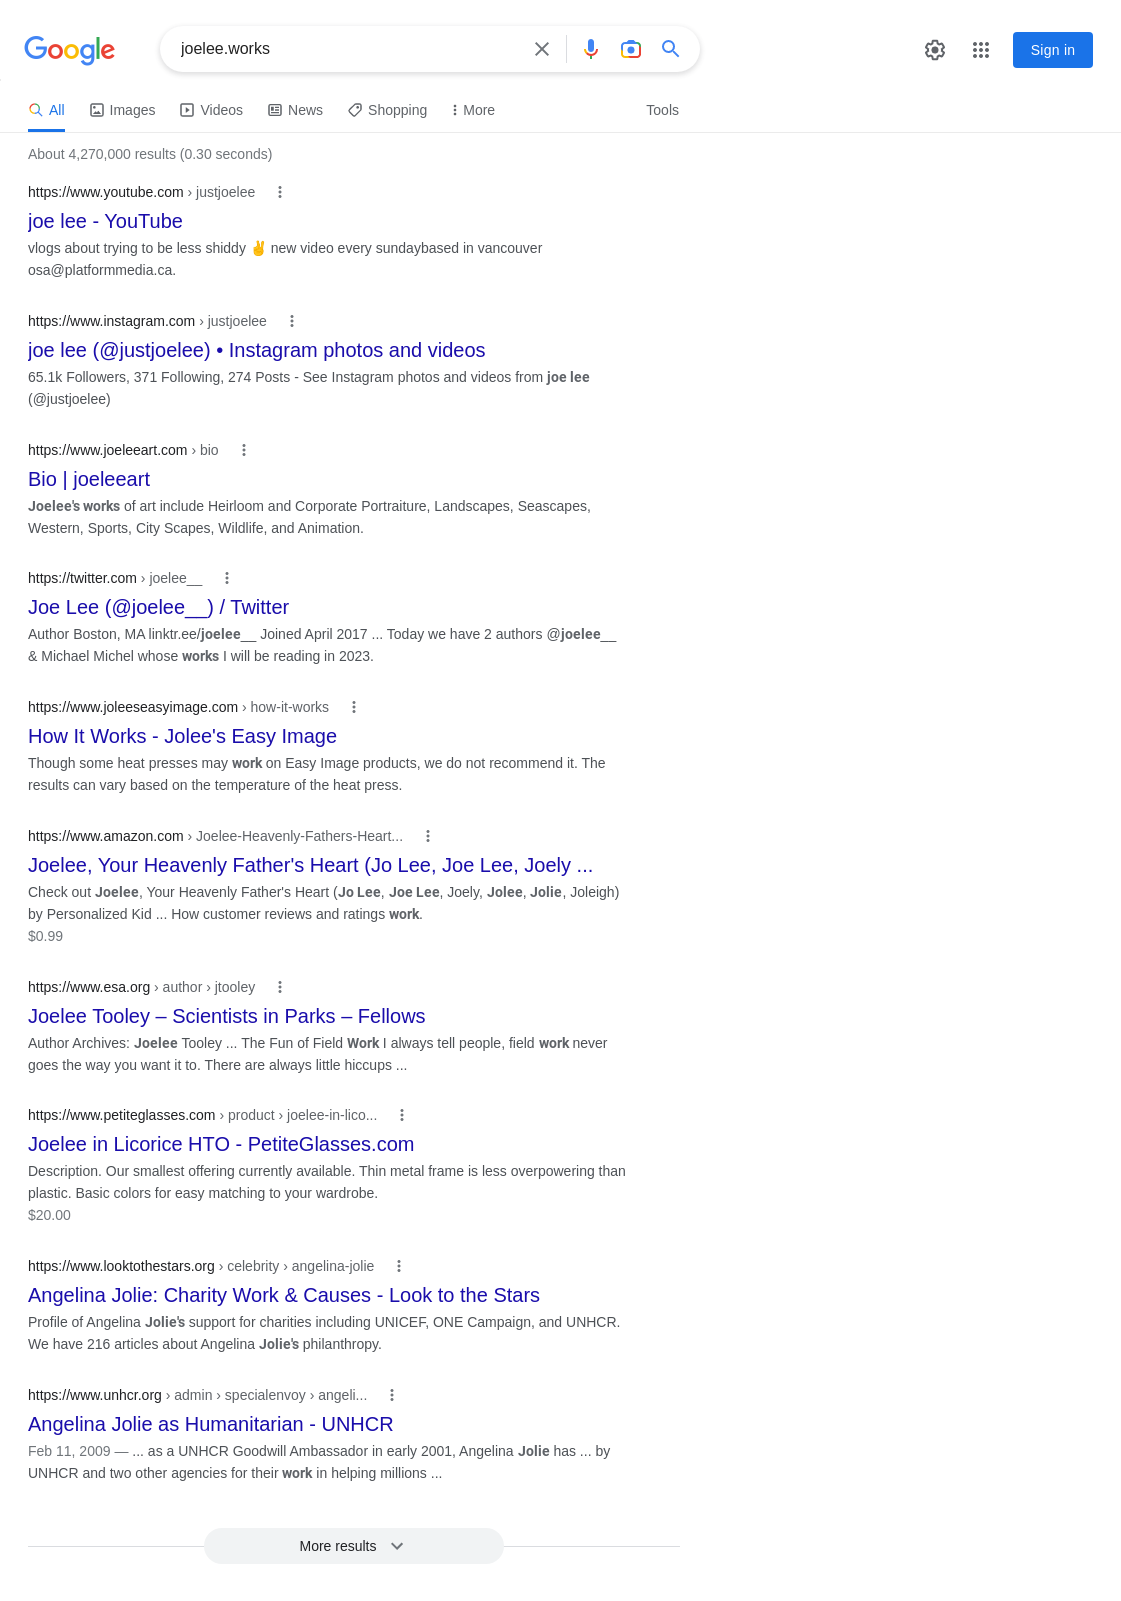 Google
joelee.works
Sign in
All Images Videos News Shopping More Tools
About 4,270,000 results (0.30 seconds)
https://www.youtube.com › justjoelee
joe lee - YouTube
vlogs about trying to be less shiddy ✌ new video every sundaybased in vancouver
osa@platformmedia.ca.
https://www.instagram.com › justjoelee
joe lee (@justjoelee) • Instagram photos and videos
65.1k Followers, 371 Following, 274 Posts - See Instagram photos and videos from joe lee
(@justjoelee)
https://www.joeleeart.com › bio
Bio | joeleeart
Joelee's works of art include Heirloom and Corporate Portraiture, Landscapes, Seascapes,
Western, Sports, City Scapes, Wildlife, and Animation.
https://twitter.com › joelee__
Joe Lee (@joelee__) / Twitter
Author Boston, MA linktr.ee/joelee__ Joined April 2017 ... Today we have 2 authors @joelee__
& Michael Michel whose works I will be reading in 2023.
https://www.joleeseasyimage.com › how-it-works
How It Works - Jolee's Easy Image
Though some heat presses may work on Easy Image products, we do not recommend it. The
results can vary based on the temperature of the heat press.
https://www.amazon.com › Joelee-Heavenly-Fathers-Heart...
Joelee, Your Heavenly Father's Heart (Jo Lee, Joe Lee, Joely ...
Check out Joelee, Your Heavenly Father's Heart (Jo Lee, Joe Lee, Joely, Jolee, Jolie, Joleigh)
by Personalized Kid ... How customer reviews and ratings work.
$0.99
https://www.esa.org › author › jtooley
Joelee Tooley – Scientists in Parks – Fellows
Author Archives: Joelee Tooley ... The Fun of Field Work I always tell people, field work never
goes the way you want it to. There are always little hiccups ...
https://www.petiteglasses.com › product › joelee-in-lico...
Joelee in Licorice HTO - PetiteGlasses.com
Description. Our smallest offering currently available. Thin metal frame is less overpowering than
plastic. Basic colors for easy matching to your wardrobe.
$20.00
https://www.looktothestars.org › celebrity › angelina-jolie
Angelina Jolie: Charity Work & Causes - Look to the Stars
Profile of Angelina Jolie's support for charities including UNICEF, ONE Campaign, and UNHCR.
We have 216 articles about Angelina Jolie's philanthropy.
https://www.unhcr.org › admin › specialenvoy › angeli...
Angelina Jolie as Humanitarian - UNHCR
Feb 11, 2009 — ... as a UNHCR Goodwill Ambassador in early 2001, Angelina Jolie has ... by
UNHCR and two other agencies for their work in helping millions ...
More results